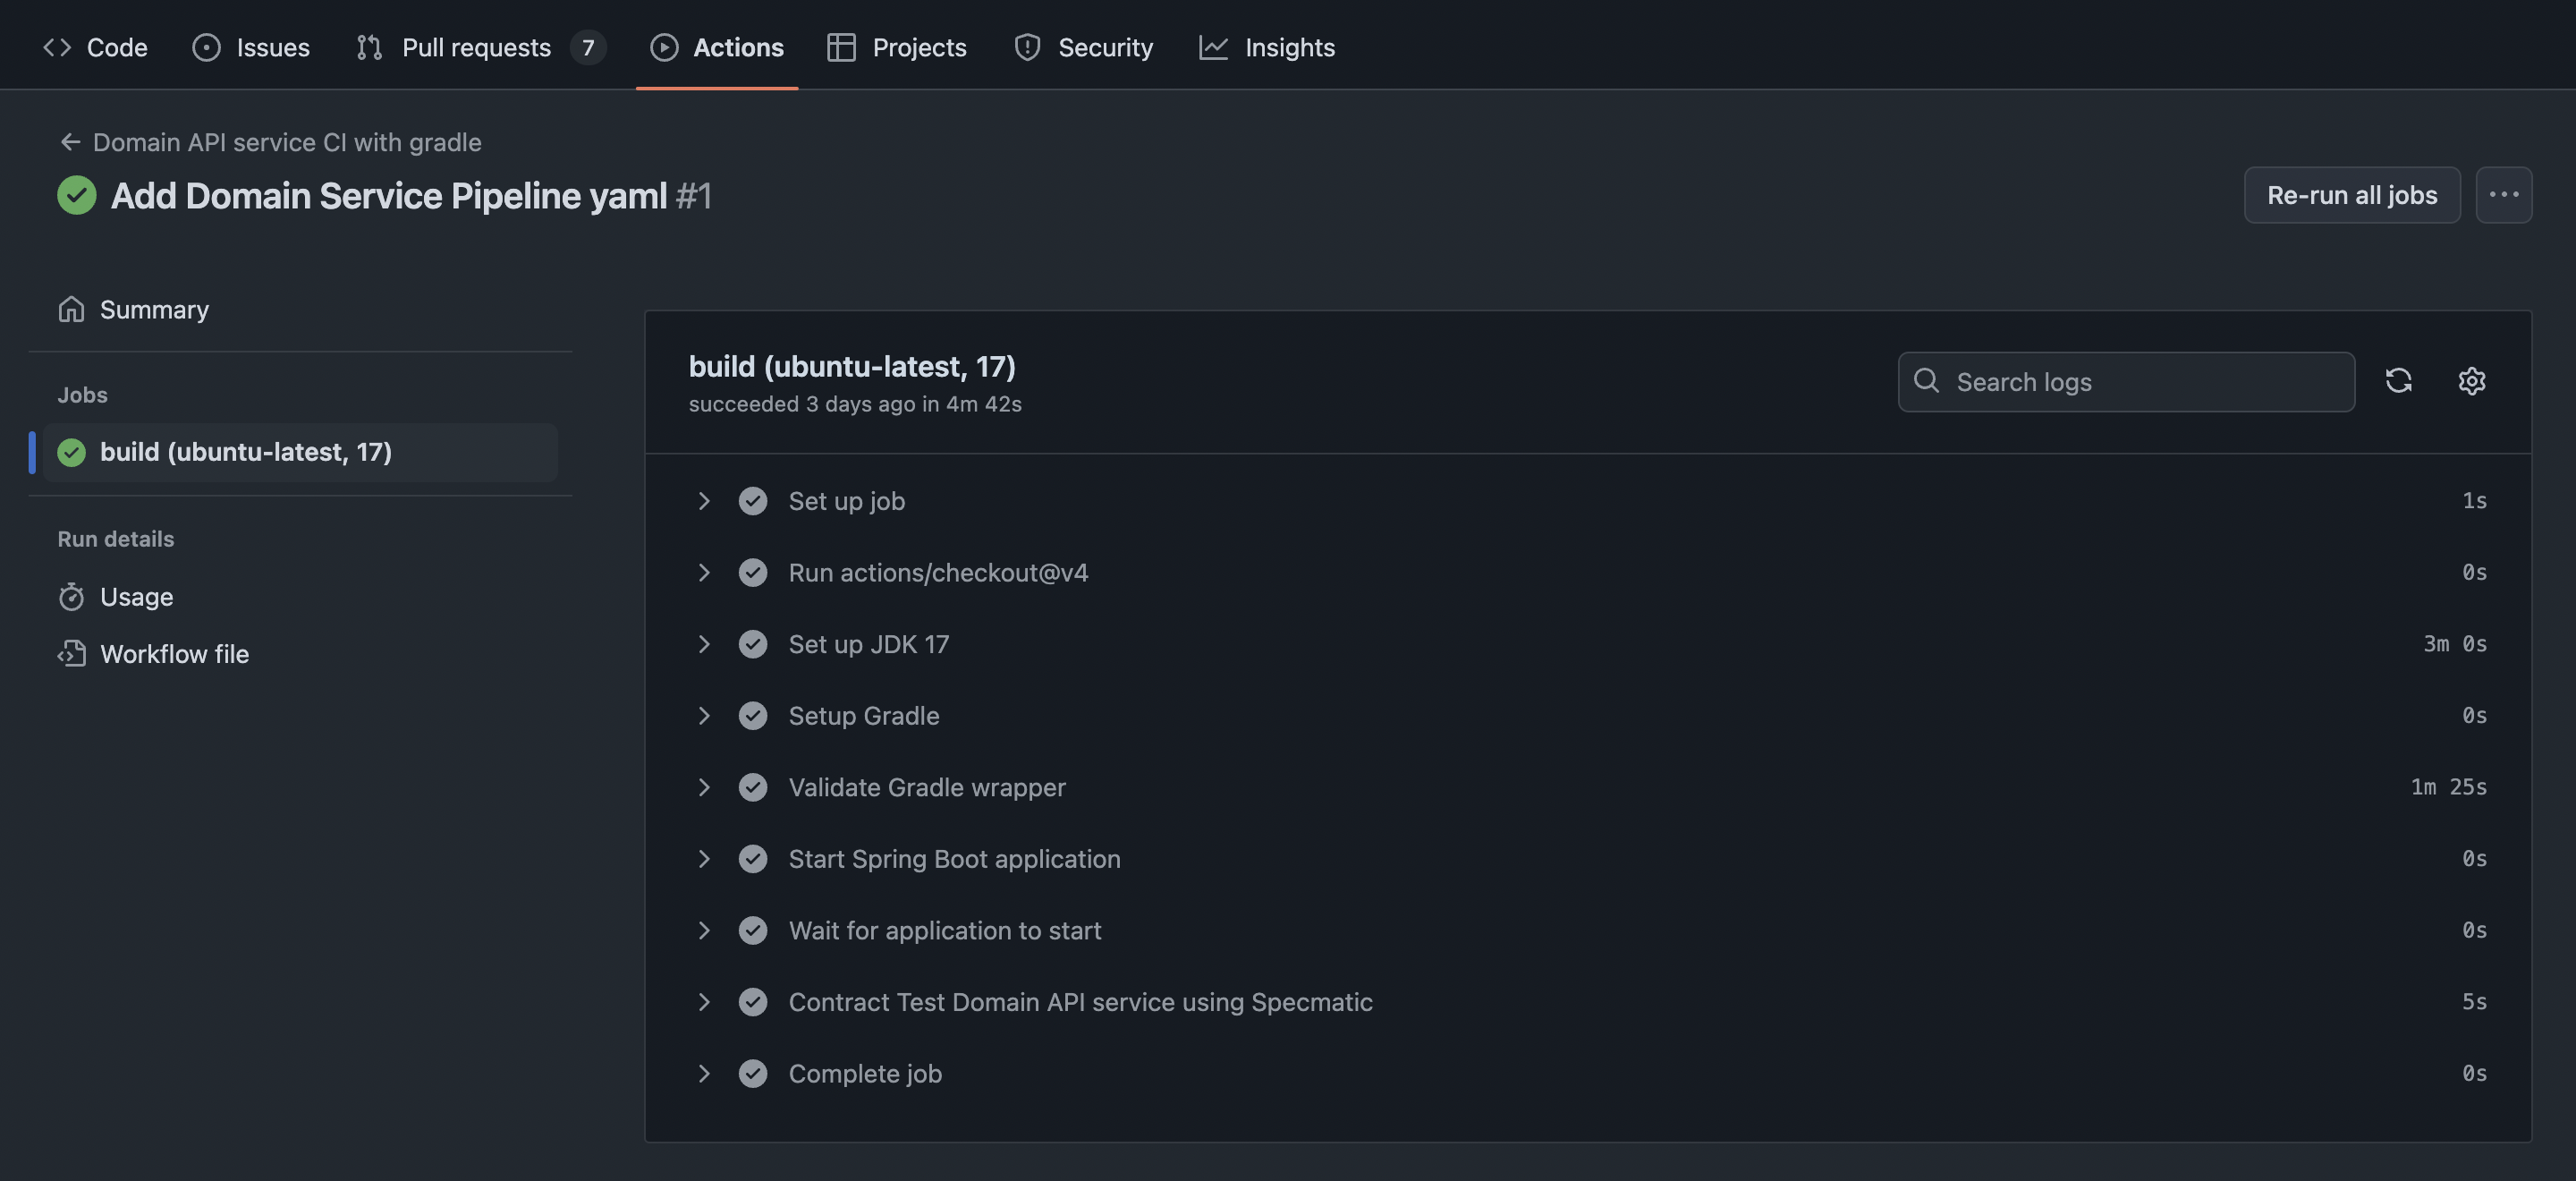 Code Issues Pull requests 7 Actions Projects Security Insights
Domain API service CI with gradle
Add Domain Service Pipeline yaml #1
Re-run all jobs
Summary
Jobs
build (ubuntu-latest, 17)
Run details
Usage
Workflow file
build (ubuntu-latest, 17)
succeeded 3 days ago in 4m 42s
Search logs
Set up job 1s
Run actions/checkout@v4 0s
Set up JDK 17 3m 0s
Setup Gradle 0s
Validate Gradle wrapper 1m 25s
Start Spring Boot application 0s
Wait for application to start 0s
Contract Test Domain API service using Specmatic 5s
Complete job 0s